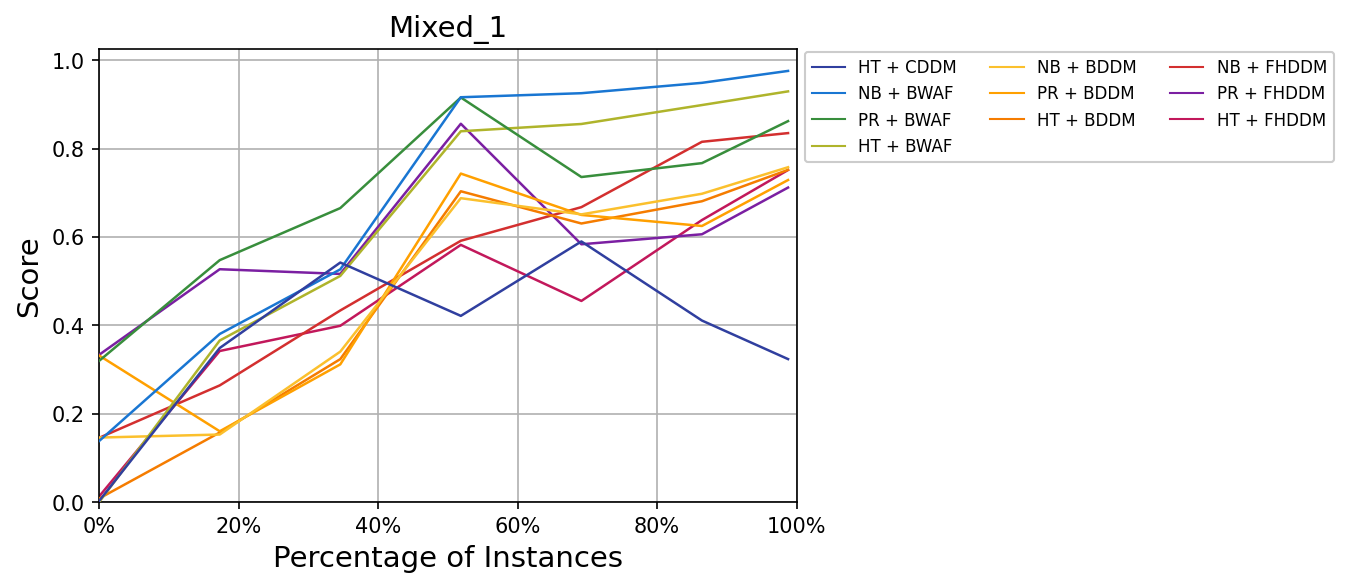 Mixed_1
1.0
0.8
0.6
0.4
0.2
0.0
Score
0%
20%
40%
60%
80%
100%
Percentage of Instances
HT + CDDM
NB + BWAF
PR + BWAF
HT + BWAF
NB + BDDM
PR + BDDM
HT + BDDM
NB + FHDDM
PR + FHDDM
HT + FHDDM